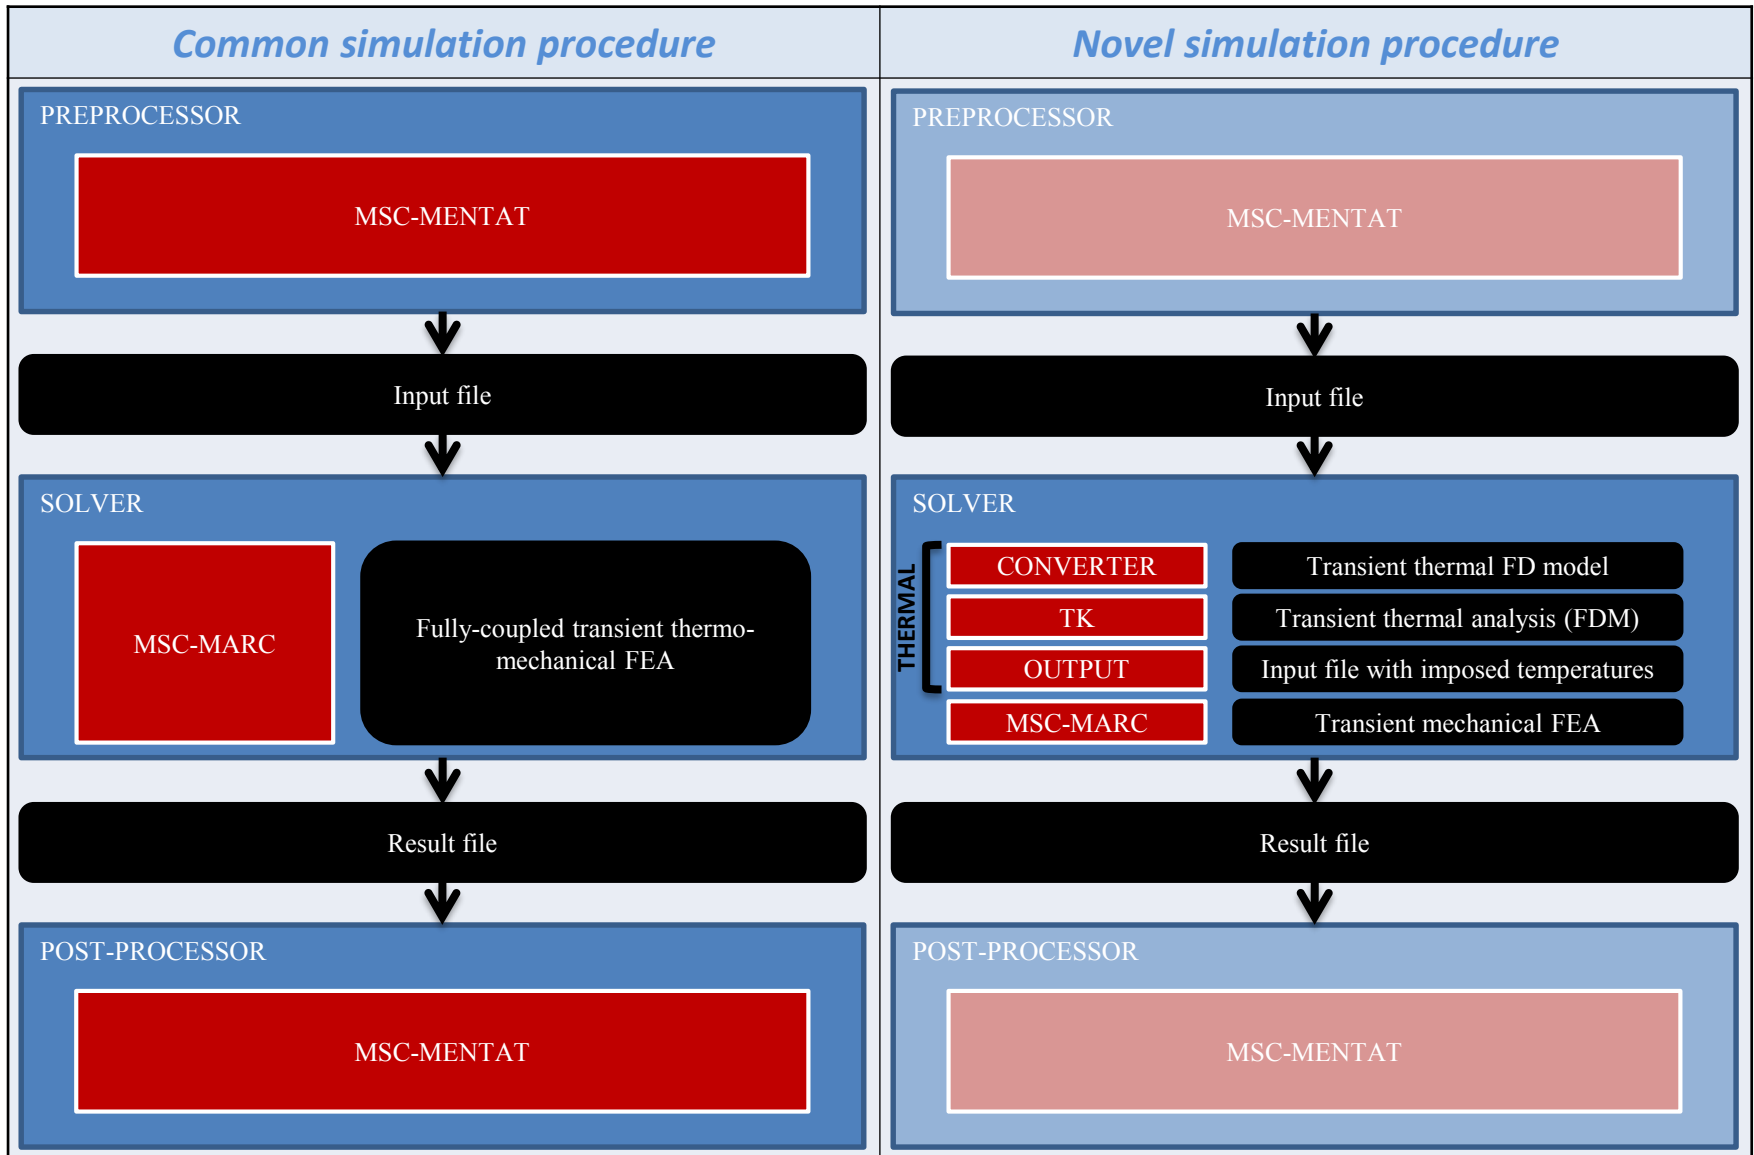 Common simulation procedure
PREPROCESSOR
MSC-MENTAT
Input file
SOLVER
MSC-MARC
Fully-coupled transient thermo-
mechanical FEA
Result file
POST-PROCESSOR
MSC-MENTAT
Novel simulation procedure
PREPROCESSOR
MSC-MENTAT
Input file
SOLVER
THERMAL
CONVERTER
Transient thermal FD model
TK
Transient thermal analysis (FDM)
OUTPUT
Input file with imposed temperatures
MSC-MARC
Transient mechanical FEA
Result file
POST-PROCESSOR
MSC-MENTAT